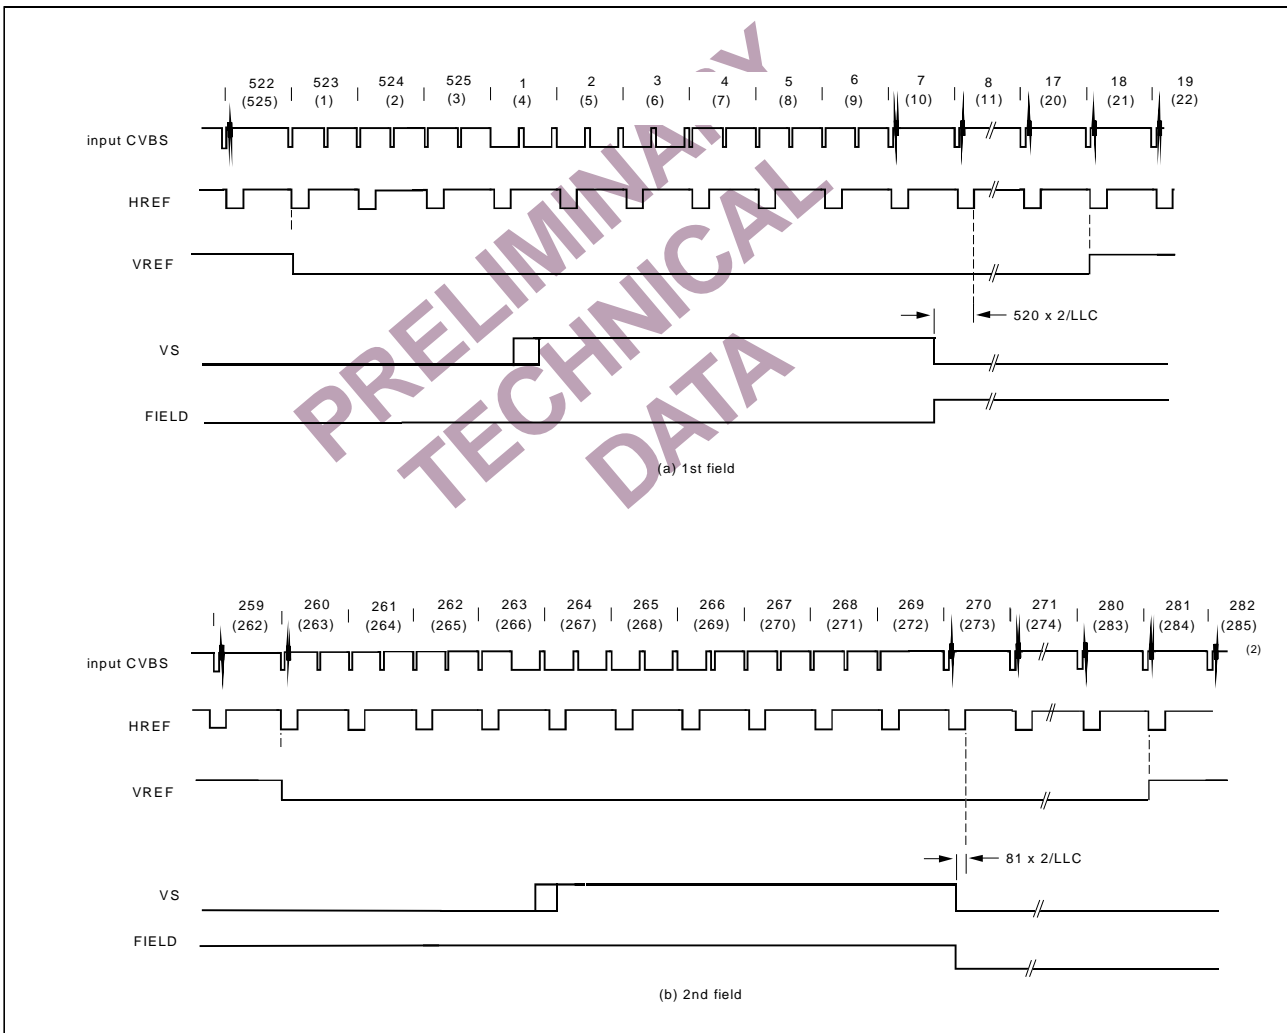 522 523 524 525 1 2 3 4 5 6 7 8 17 18 19
(525) (1) (2) (3) (4) (5) (6) (7) (8) (9) (10) (11) (20) (21) (22)
input CVBS
HREF
VREF
520 x 2/LLC
VS
FIELD
(a) 1st field
PRELIMINARY
TECHNICAL
DATA
259 260 261 262 263 264 265 266 267 268 269 270 271 280 281 282
(262) (263) (264) (265) (266) (267) (268) (269) (270) (271) (272) (273) (274) (283) (284) (285)
input CVBS (2)
HREF
VREF
81 x 2/LLC
VS
FIELD
(b) 2nd field